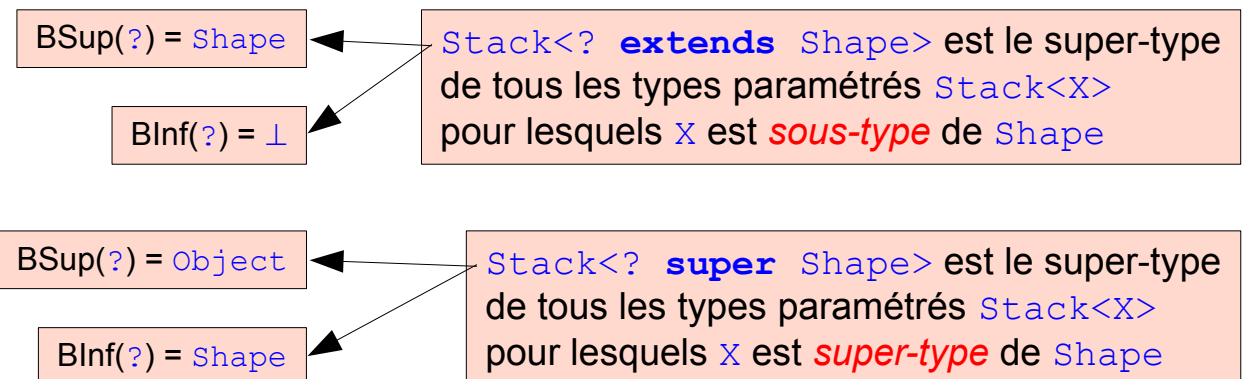 BSup(?) = Shape
Stack<? extends Shape> est le super-type
de tous les types paramétrés Stack<X>
pour lesquels X est sous-type de Shape
BInf(?) = ⊥
BSup(?) = Object
Stack<? super Shape> est le super-type
de tous les types paramétrés Stack<X>
pour lesquels X est super-type de Shape
BInf(?) = Shape